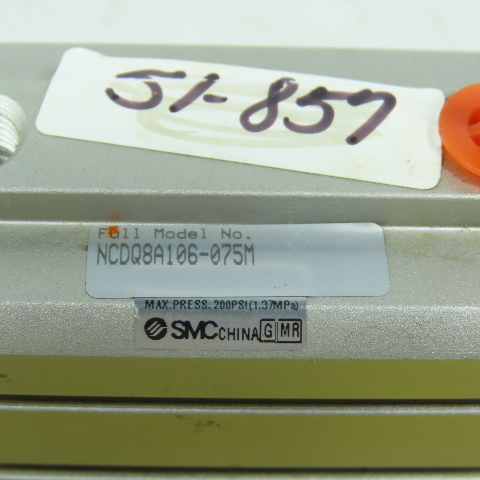 51-857
Full Model No.
NCDQ8A106-075M
MAX.PRESS. 200PSI(1.37MPa)
SMC CHINA G MR